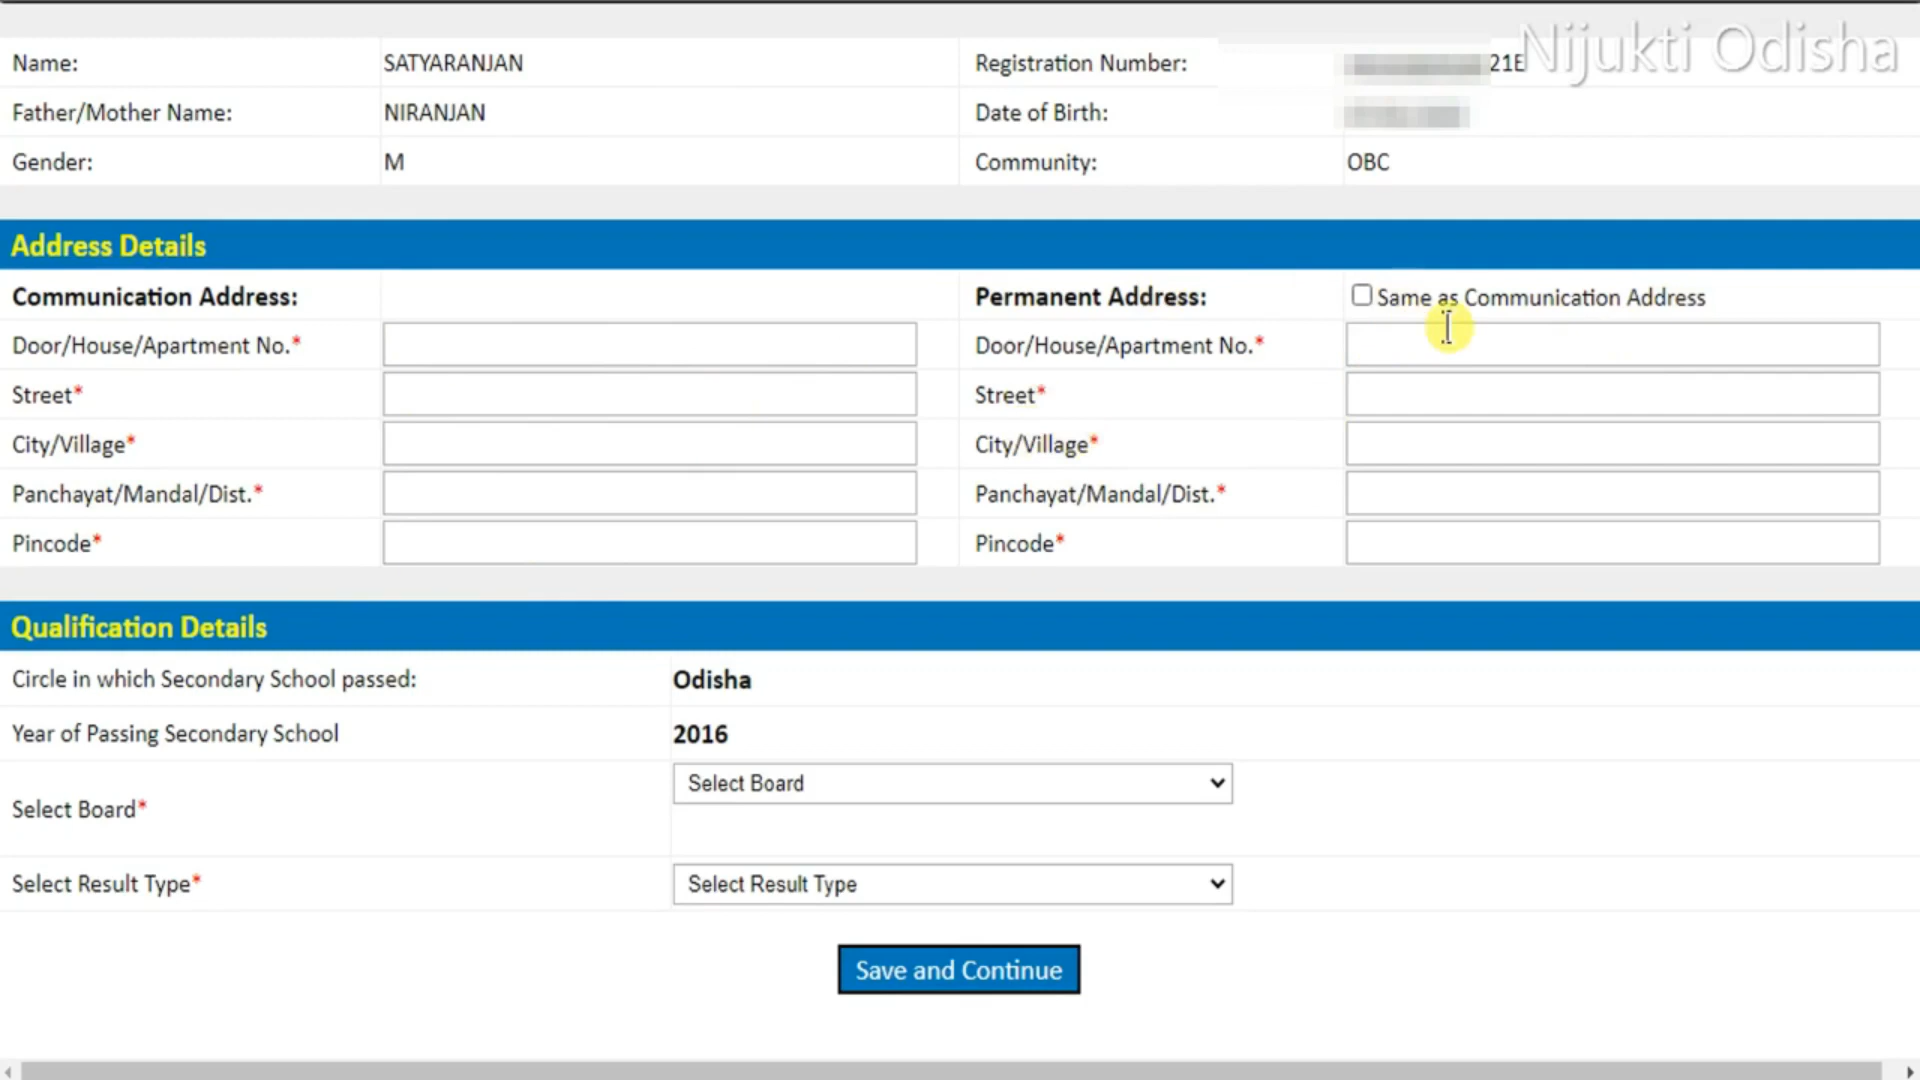 Nijukti Odisha
Name: SATYARANJAN Registration Number: 21E
Father/Mother Name: NIRANJAN Date of Birth:
Gender: M Community: OBC
Address Details
Communication Address: Permanent Address: Same as Communication Address
Door/House/Apartment No.* Door/House/Apartment No.*
Street* Street*
City/Village* City/Village*
Panchayat/Mandal/Dist.* Panchayat/Mandal/Dist.*
Pincode* Pincode*
Qualification Details
Circle in which Secondary School passed: Odisha
Year of Passing Secondary School 2016
Select Board* Select Board
Select Result Type* Select Result Type
Save and Continue